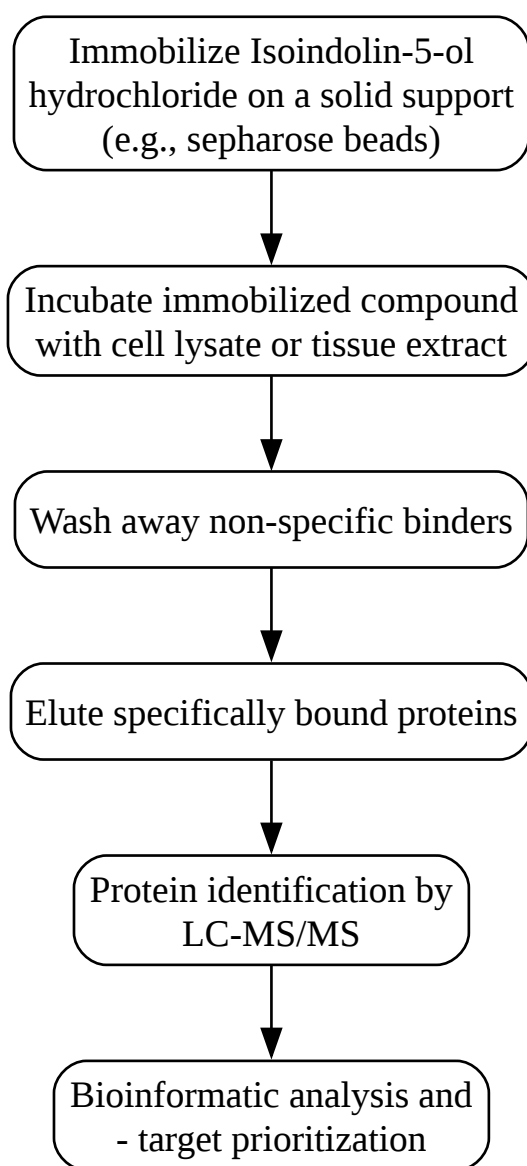 Immobilize Isoindolin-5-ol
hydrochloride on a solid support
(e.g., sepharose beads)
Incubate immobilized compound
with cell lysate or tissue extract
Wash away non-specific binders
Elute specifically bound proteins
Protein identification by
LC-MS/MS
Bioinformatic analysis and
- target prioritization